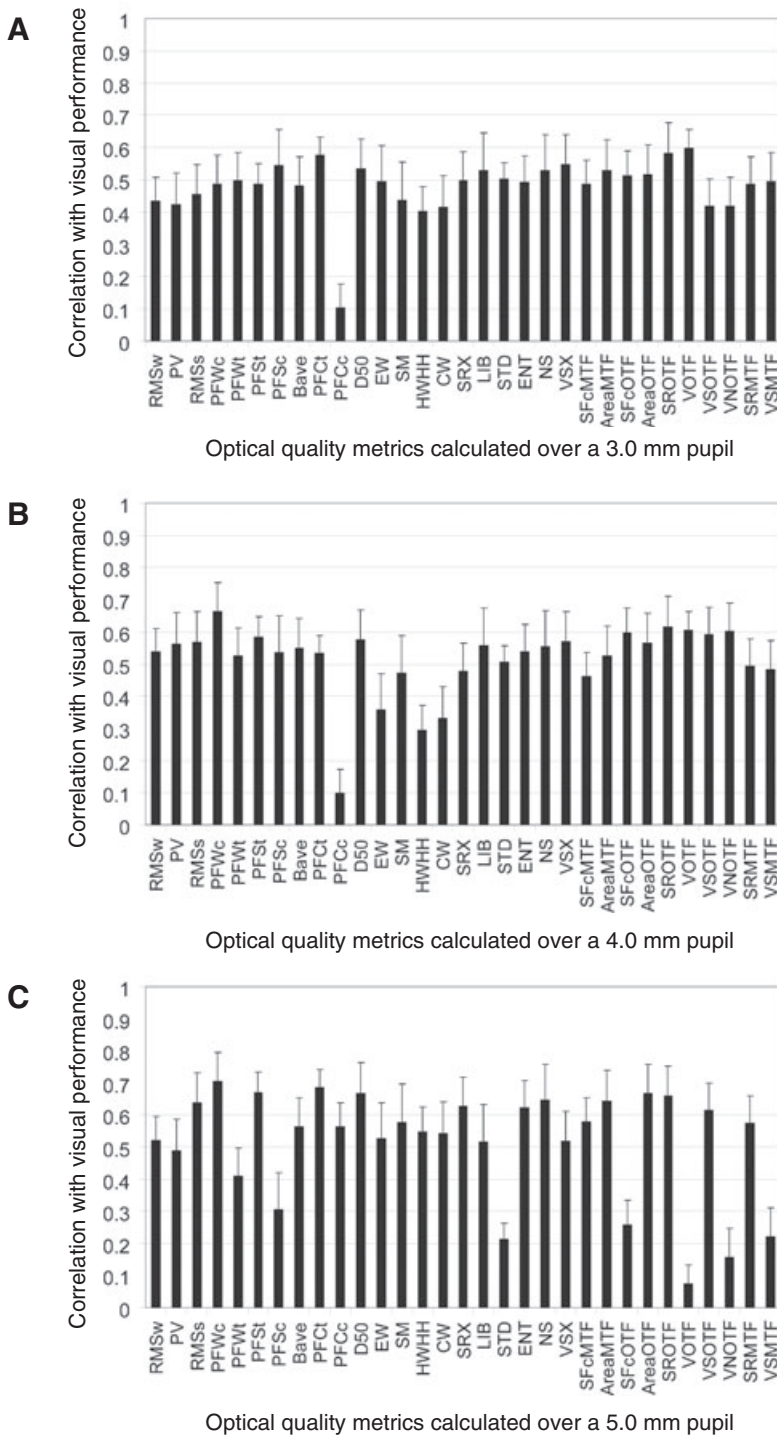 A
Correlation with visual performance
1
0.9
0.8
0.7
0.6
0.5
0.4
0.3
0.2
0.1
0
RMSw PV RMSs PFWc PFWt PFSt PFSc Bave PFCt PFCc D50 EW SM HWHH CW SRX LIB STD ENT NS VSX SFcMTF AreaMTF SFcOTF AreaOTF SROTF VOTF VSOTF VNOTF SRMTF VSMTF
Optical quality metrics calculated over a 3.0 mm pupil
B
Correlation with visual performance
1
0.9
0.8
0.7
0.6
0.5
0.4
0.3
0.2
0.1
0
RMSw PV RMSs PFWc PFWt PFSt PFSc Bave PFCt PFCc D50 EW SM HWHH CW SRX LIB STD ENT NS VSX SFcMTF AreaMTF SFcOTF AreaOTF SROTF VOTF VSOTF VNOTF SRMTF VSMTF
Optical quality metrics calculated over a 4.0 mm pupil
C
Correlation with visual performance
1
0.9
0.8
0.7
0.6
0.5
0.4
0.3
0.2
0.1
0
RMSw PV RMSs PFWc PFWt PFSt PFSc Bave PFCt PFCc D50 EW SM HWHH CW SRX LIB STD ENT NS VSX SFcMTF AreaMTF SFcOTF AreaOTF SROTF VOTF VSOTF VNOTF SRMTF VSMTF
Optical quality metrics calculated over a 5.0 mm pupil